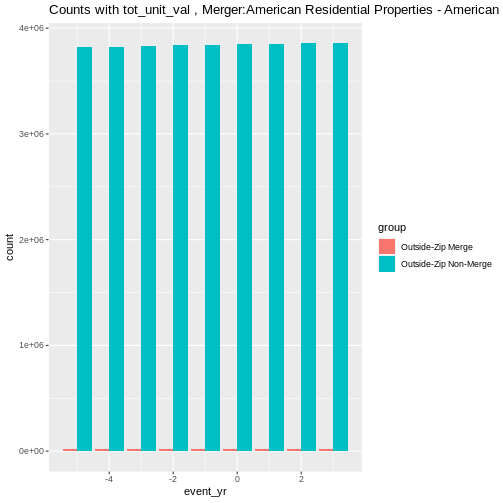 Counts with tot_unit_val , Merger:American Residential Properties - American
4e+06
3e+06
2e+06
1e+06
0e+00
-4
-2
0
2
event_yr
count
group
Outside-Zip Merge
Outside-Zip Non-Merge